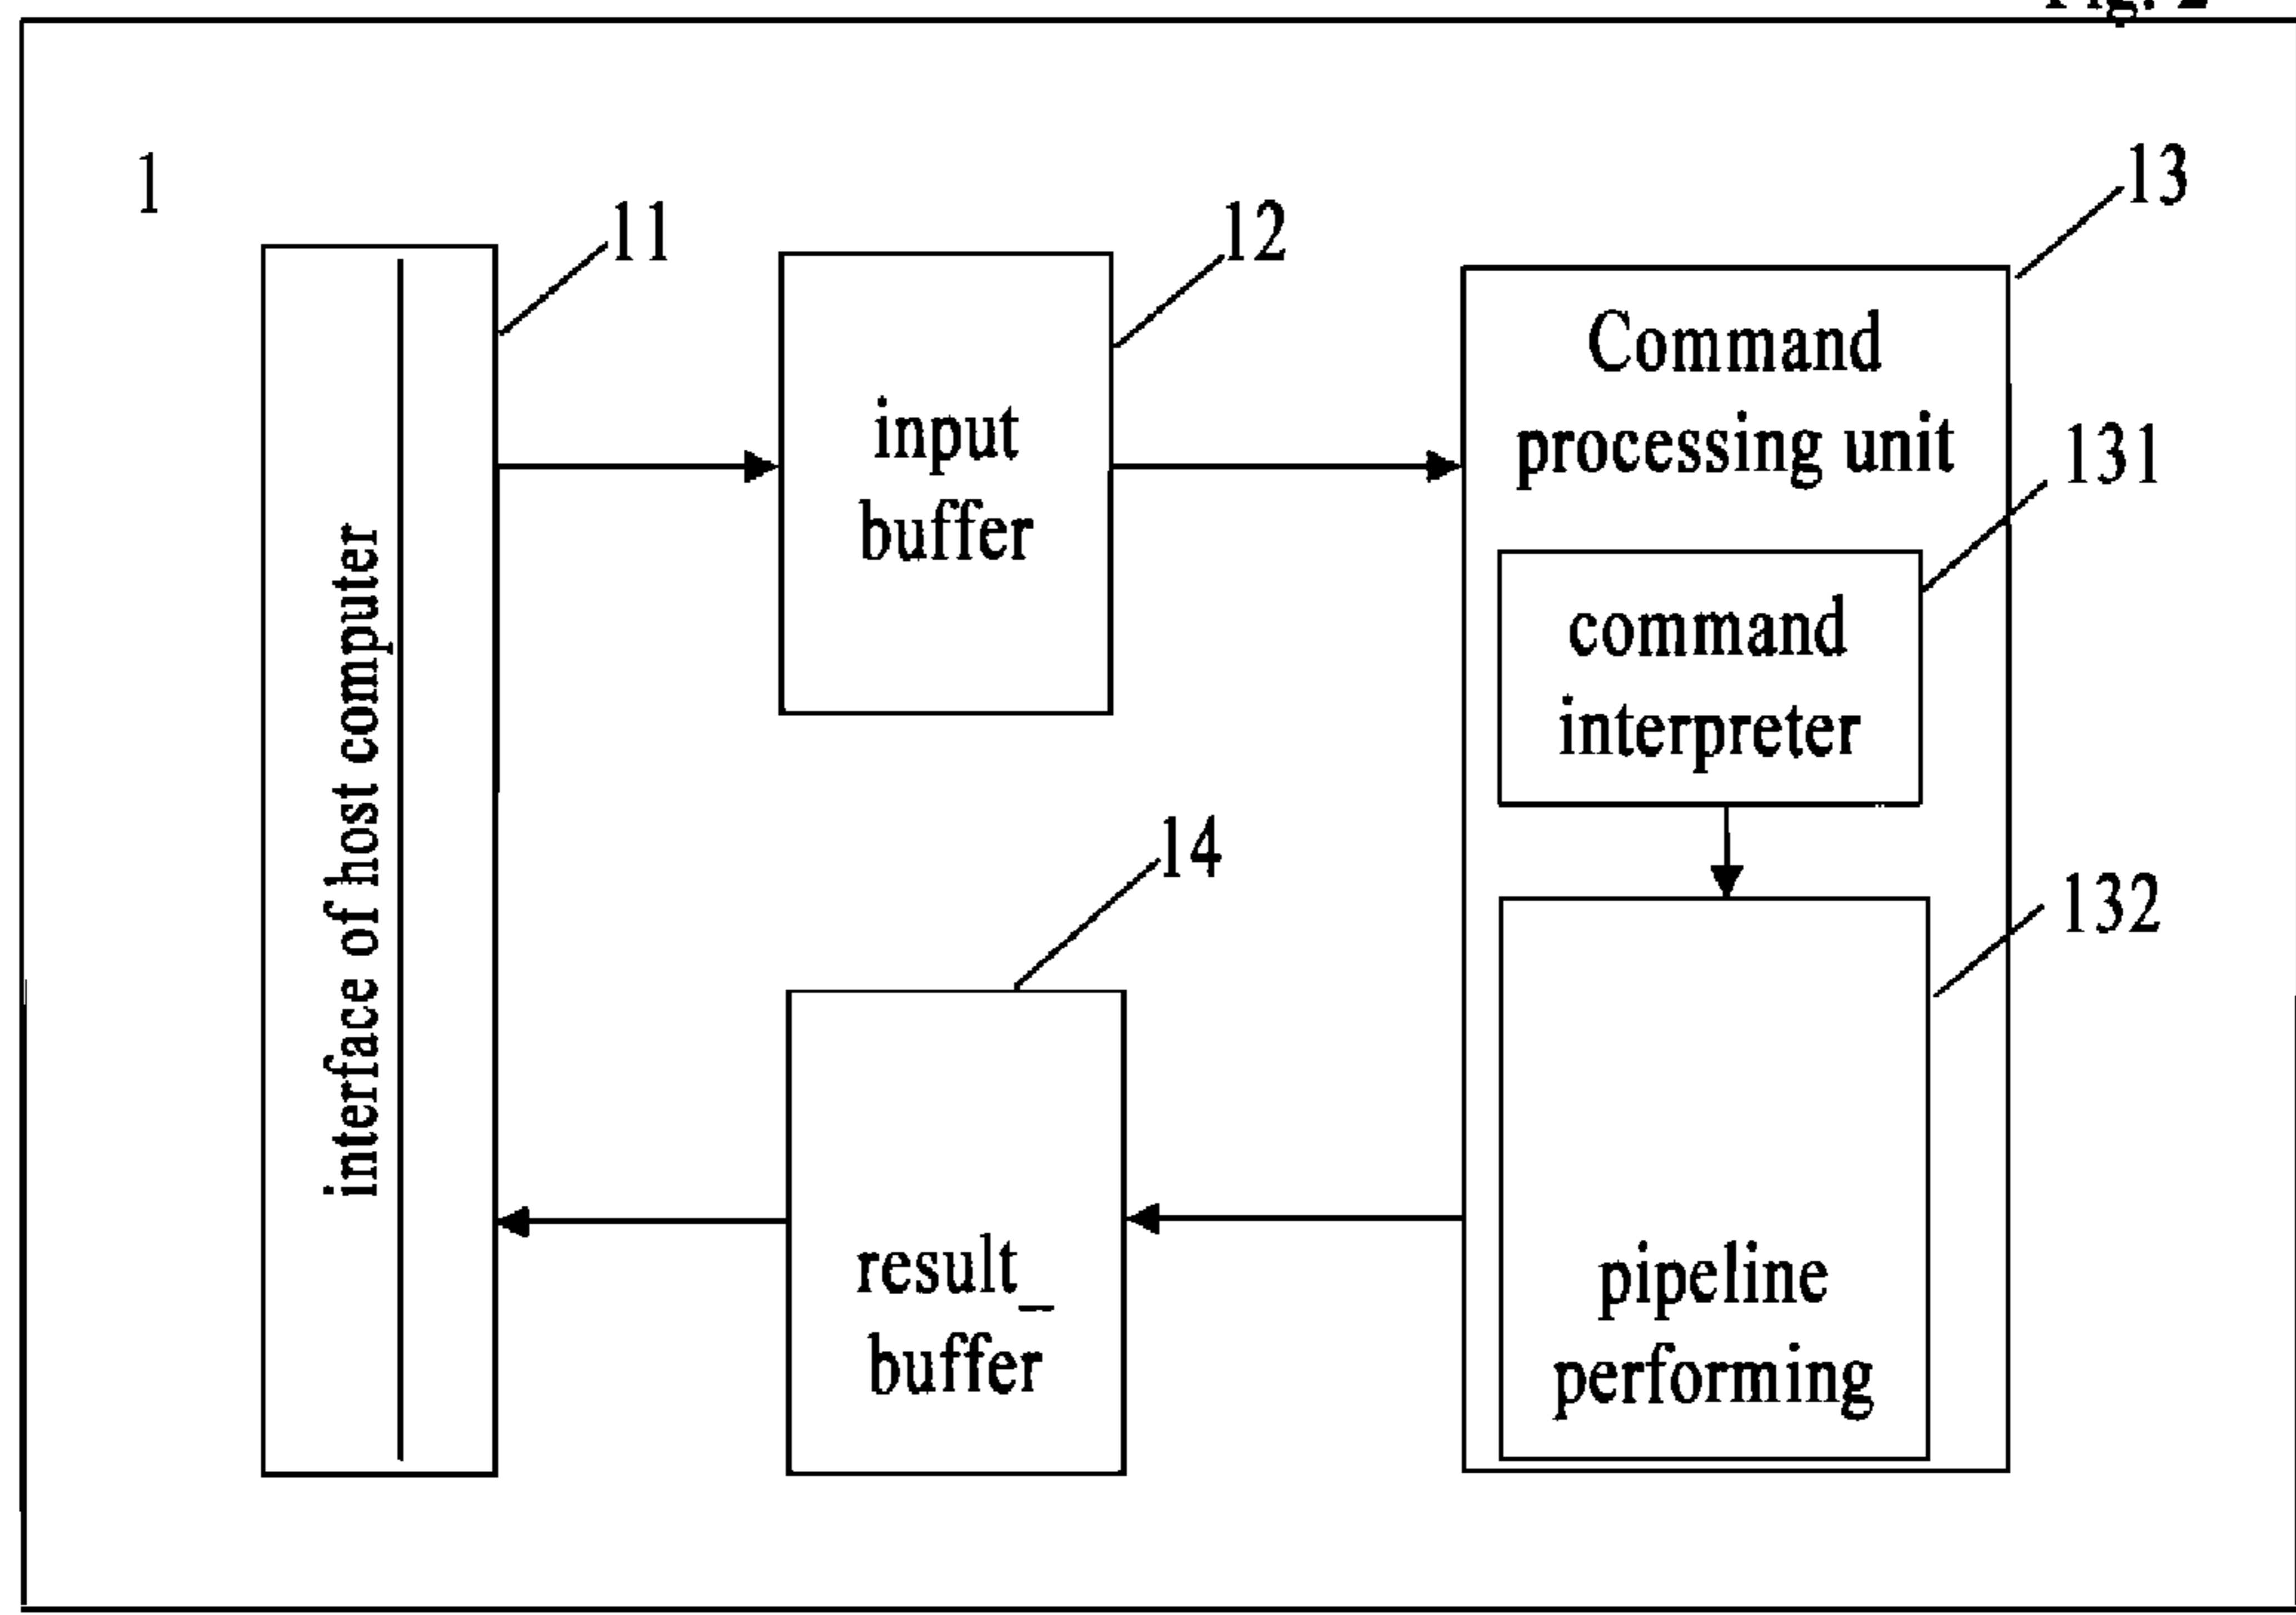 1
11
12
13
Command
processing unit
131
input
buffer
command
interpreter
interface of host computer
14
132
result_
buffer
pipeline
performing